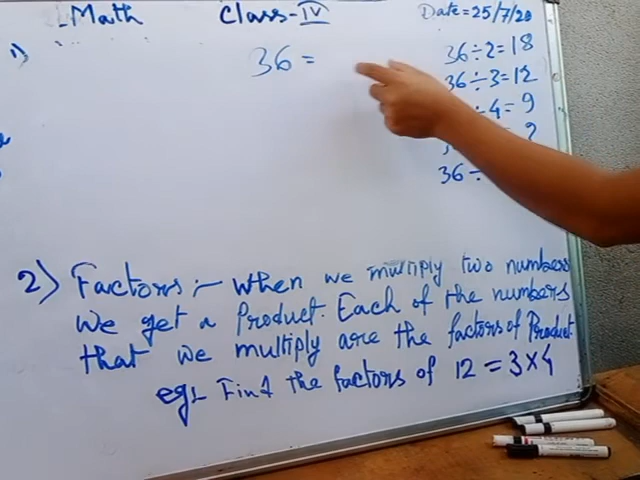 Math Class-IV Date=25/7/20
1)
36 =
36÷2=18
36÷3=12
÷4=9
36÷
2) Factors:- When we multiply two numbers
we get a Product. Each of the numbers
that we multiply are the factors of Product.
eg1 Find the factors of 12 = 3×4